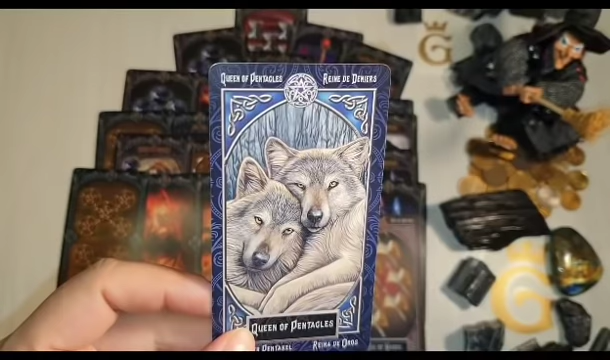 Queen of Pentacles Reine de Deniers
Queen of Pentacles
Reina de Oros
G
G